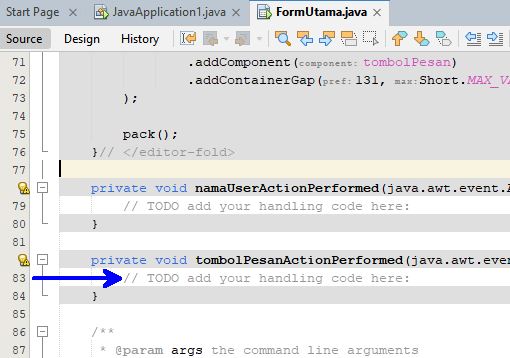 Start Page JavaApplication1.java FormUtama.java
Source Design History
71 .addComponent(component: tombolPesan)
72 .addContainerGap(pref: 131, max: Short.MAX_VA
73 );
74
75 pack();
76 }// </editor-fold>
77
private void namaUserActionPerformed(java.awt.event.A
79 // TODO add your handling code here:
80 }
81
private void tombolPesanActionPerformed(java.awt.even
83 // TODO add your handling code here:
84 }
85
86 /**
87 * @param args the command line arguments